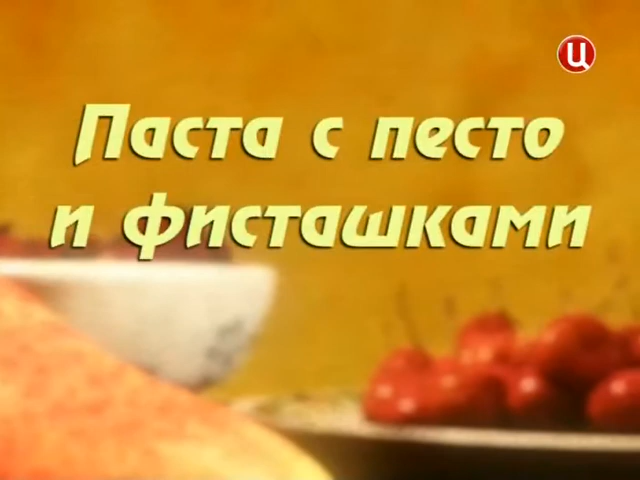 Ц
Паста с песто
и фисташками